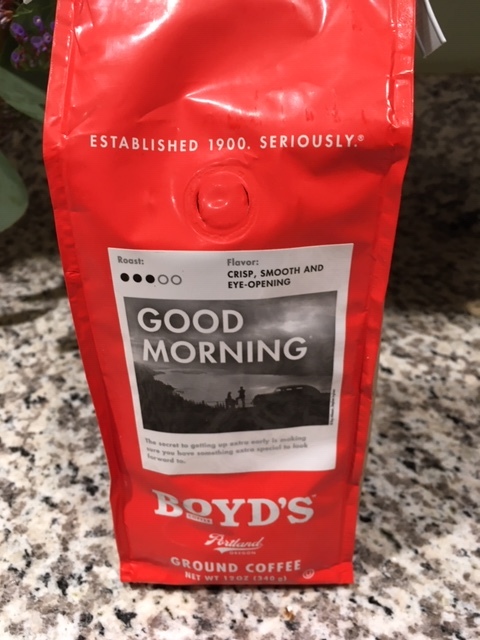 ESTABLISHED 1900. SERIOUSLY.®
Roast:
Flavor:
CRISP, SMOOTH AND
EYE-OPENING
GOOD
MORNING
The secret to getting up extra early is making
sure you have something extra special to look
forward to.
BOYD'S
COFFEE
Portland
OREGON
GROUND COFFEE
NET WT 12OZ (340 g)